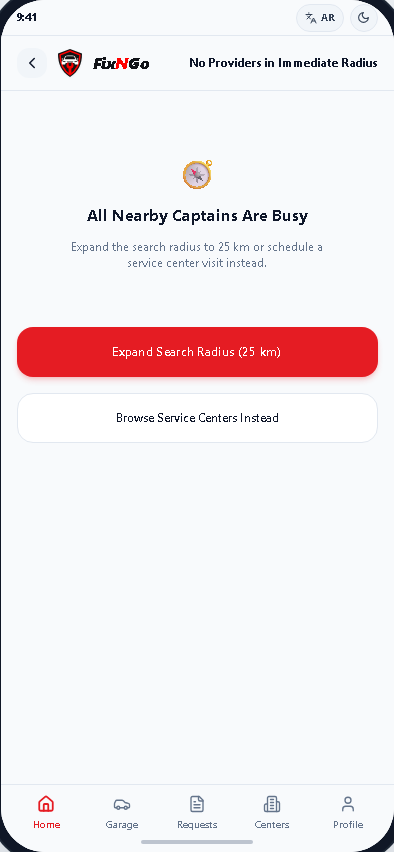 9:41
AR
FixNGo
No Providers in Immediate Radius
All Nearby Captains Are Busy
Expand the search radius to 25 km or schedule a
service center visit instead.
Expand Search Radius (25 km)
Browse Service Centers Instead
Home
Garage
Requests
Centers
Profile